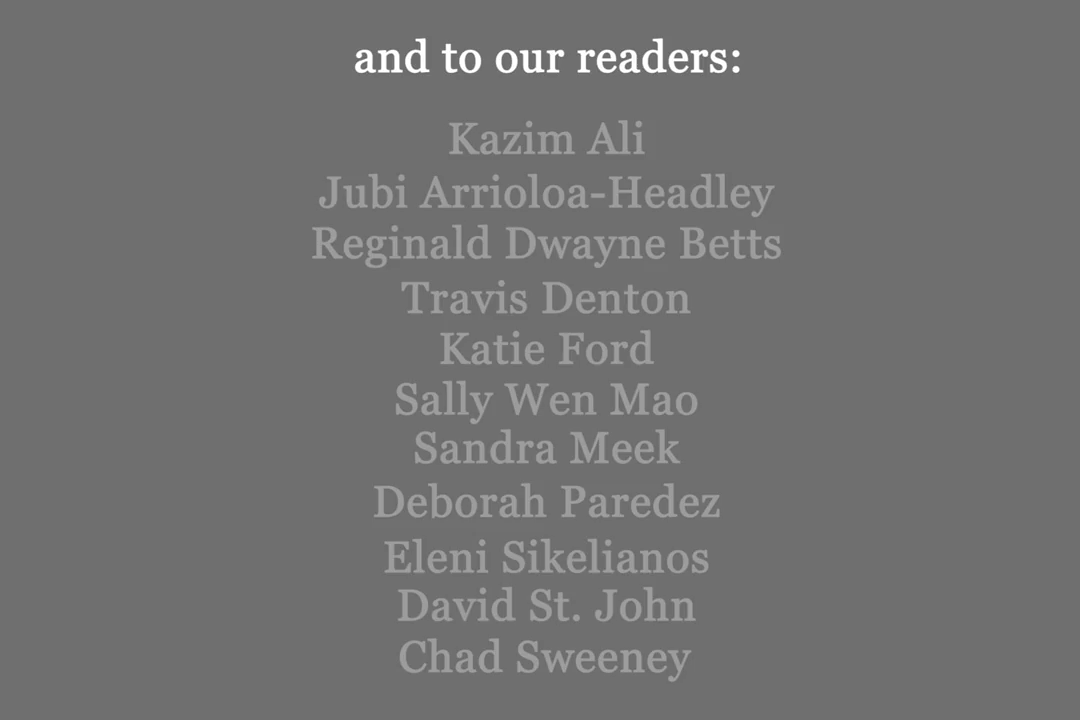 and to our readers:
Kazim Ali
Jubi Arrioloa-Headley
Reginald Dwayne Betts
Travis Denton
Katie Ford
Sally Wen Mao
Sandra Meek
Deborah Paredez
Eleni Sikelianos
David St. John
Chad Sweeney